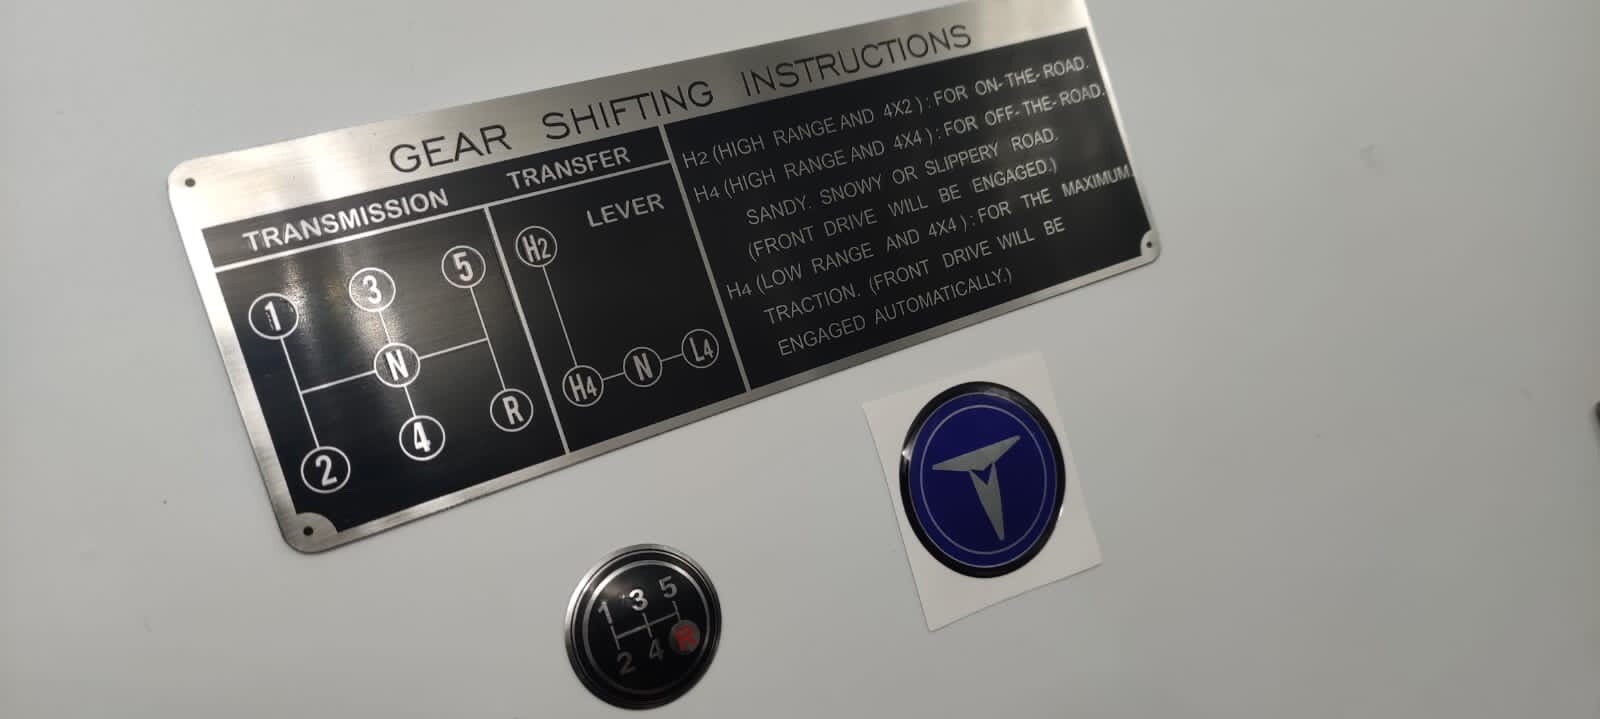 GEAR SHIFTING INSTRUCTIONS
TRANSMISSION
TRANSFER
LEVER
1 3 5
N
2 4 R
H2
H4 N L4
H2 (HIGH RANGE AND 4X2) : FOR ON-THE-ROAD.
H4 (HIGH RANGE AND 4X4) : FOR OFF-THE-ROAD.
SANDY. SNOWY OR SLIPPERY ROAD.
(FRONT DRIVE WILL BE ENGAGED.)
H4 (LOW RANGE AND 4X4) : FOR THE MAXIMUM.
TRACTION. (FRONT DRIVE WILL BE
ENGAGED AUTOMATICALLY.)
1 3 5
2 4 R